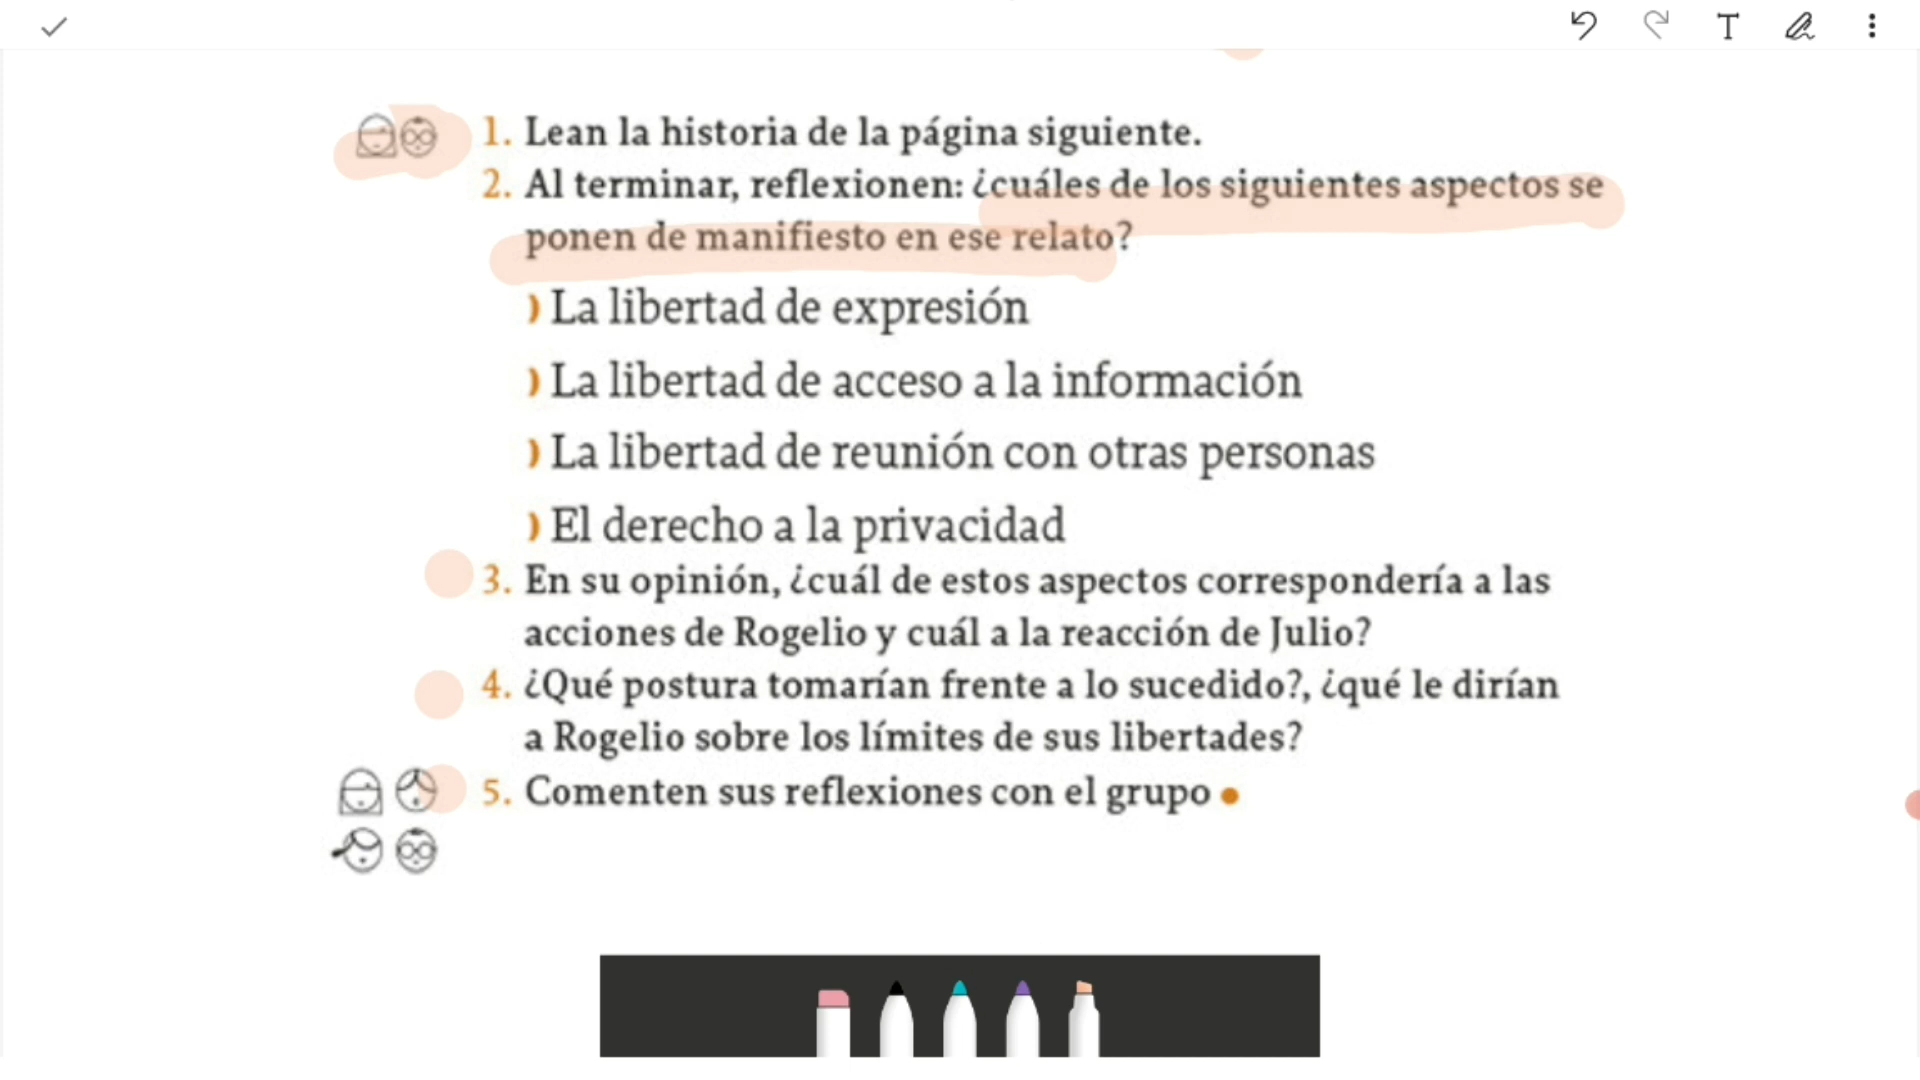 1. Lean la historia de la página siguiente.
2. Al terminar, reflexionen: ¿cuáles de los siguientes aspectos se
ponen de manifiesto en ese relato?
) La libertad de expresión
) La libertad de acceso a la información
) La libertad de reunión con otras personas
) El derecho a la privacidad
3. En su opinión, ¿cuál de estos aspectos correspondería a las
acciones de Rogelio y cuál a la reacción de Julio?
4. ¿Qué postura tomarían frente a lo sucedido?, ¿qué le dirían
a Rogelio sobre los límites de sus libertades?
5. Comenten sus reflexiones con el grupo ●